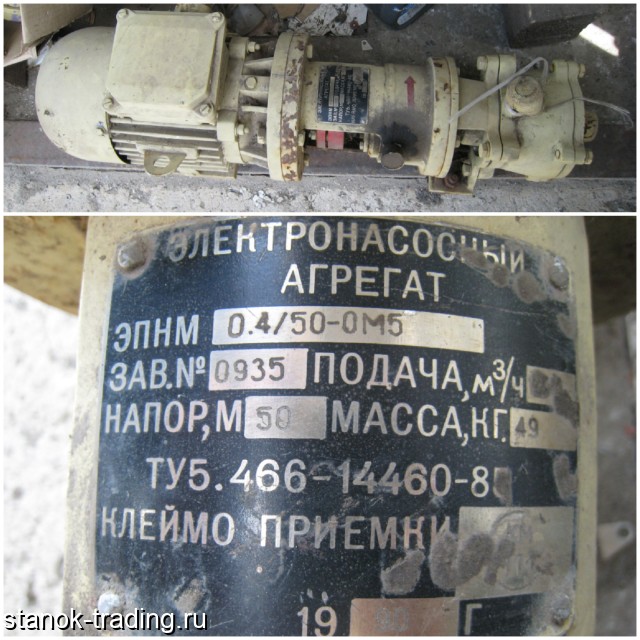 ЭЛЕКТРОНАСОСНЫЙ
АГРЕГАТ
ЭПНМ 0.4/50-0М5
ЗАВ.№ 0935 ПОДАЧА, м³/ч
НАПОР, М 50 МАССА, КГ. 49
ТУ5.466-14460-8
КЛЕЙМО ПРИЕМКИ
19 Г
stanok-trading.ru